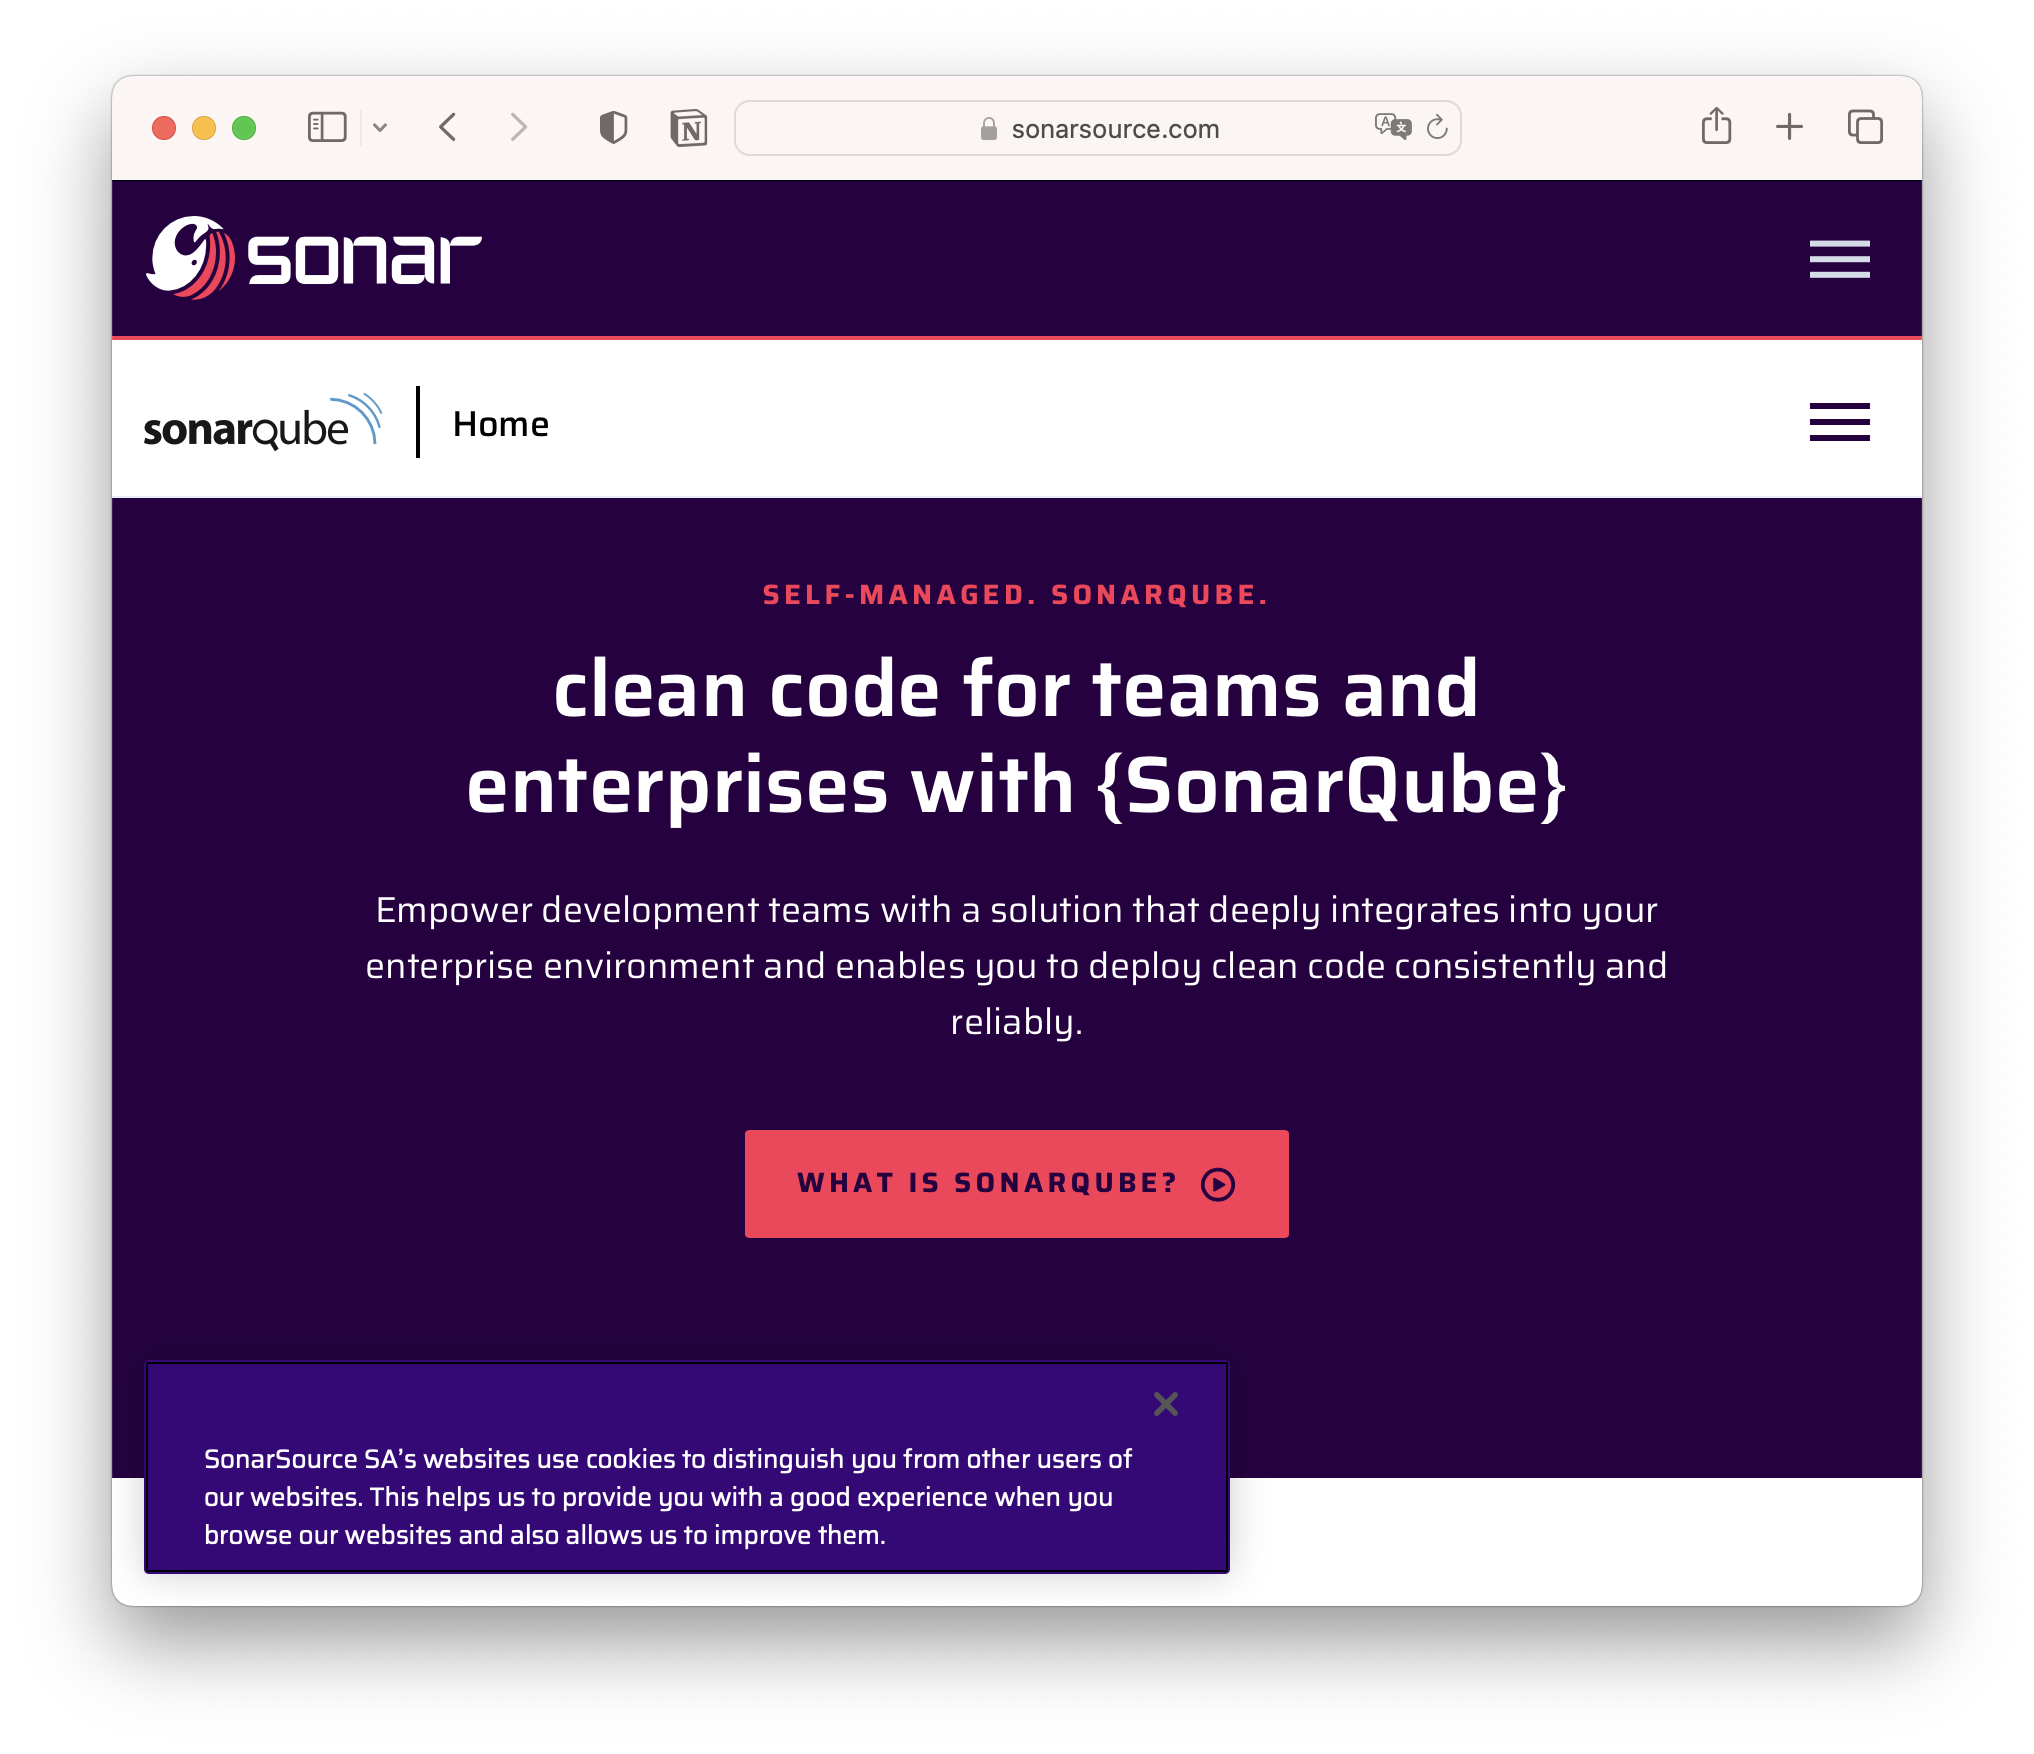 sonarsource.com
sonar
sonarqube
Home
SELF-MANAGED. SONARQUBE.
clean code for teams and
enterprises with {SonarQube}
Empower development teams with a solution that deeply integrates into your
enterprise environment and enables you to deploy clean code consistently and
reliably.
WHAT IS SONARQUBE?
SonarSource SA’s websites use cookies to distinguish you from other users of
our websites. This helps us to provide you with a good experience when you
browse our websites and also allows us to improve them.